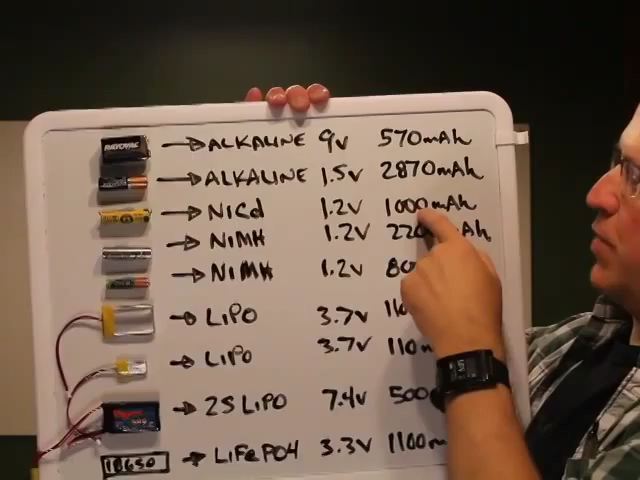 RAYOVAC ALKALINE 9V 570mAh
ALKALINE 1.5V 2870mAh
NiCd 1.2V 1000mAh
NiMH 1.2V
NiMH 1.2V
LiPO 3.7V
LiPO 3.7V
2S LiPO 7.4V
18650 LiFePO4 3.3V